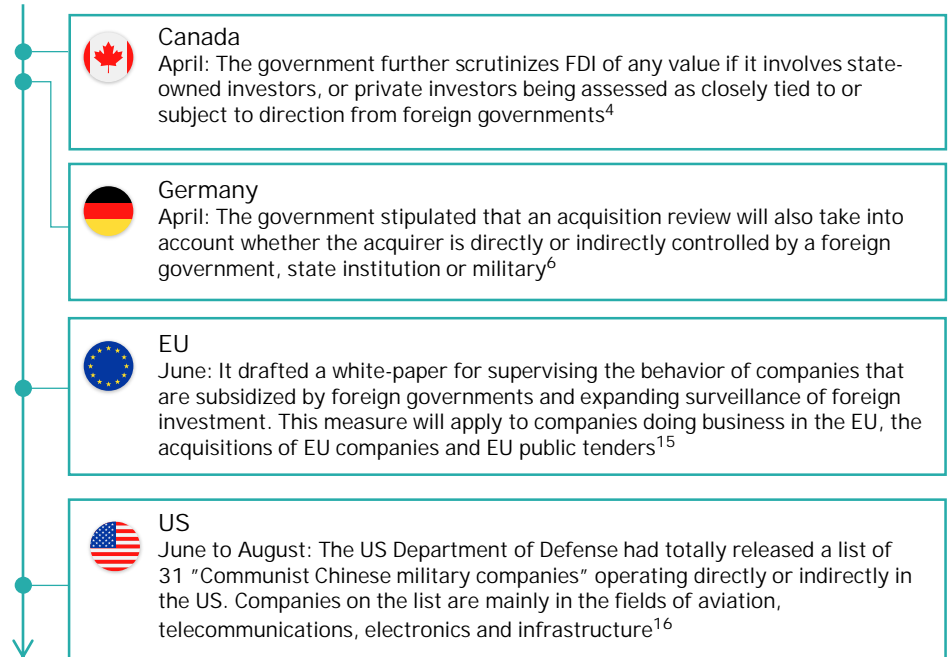 Canada
April: The government further scrutinizes FDI of any value if it involves state-
owned investors, or private investors being assessed as closely tied to or
subject to direction from foreign governments4
Germany
April: The government stipulated that an acquisition review will also take into
account whether the acquirer is directly or indirectly controlled by a foreign
government, state institution or military6
EU
June: It drafted a white-paper for supervising the behavior of companies that
are subsidized by foreign governments and expanding surveillance of foreign
investment. This measure will apply to companies doing business in the EU, the
acquisitions of EU companies and EU public tenders15
US
June to August: The US Department of Defense had totally released a list of
31 "Communist Chinese military companies" operating directly or indirectly in
the US. Companies on the list are mainly in the fields of aviation,
telecommunications, electronics and infrastructure16